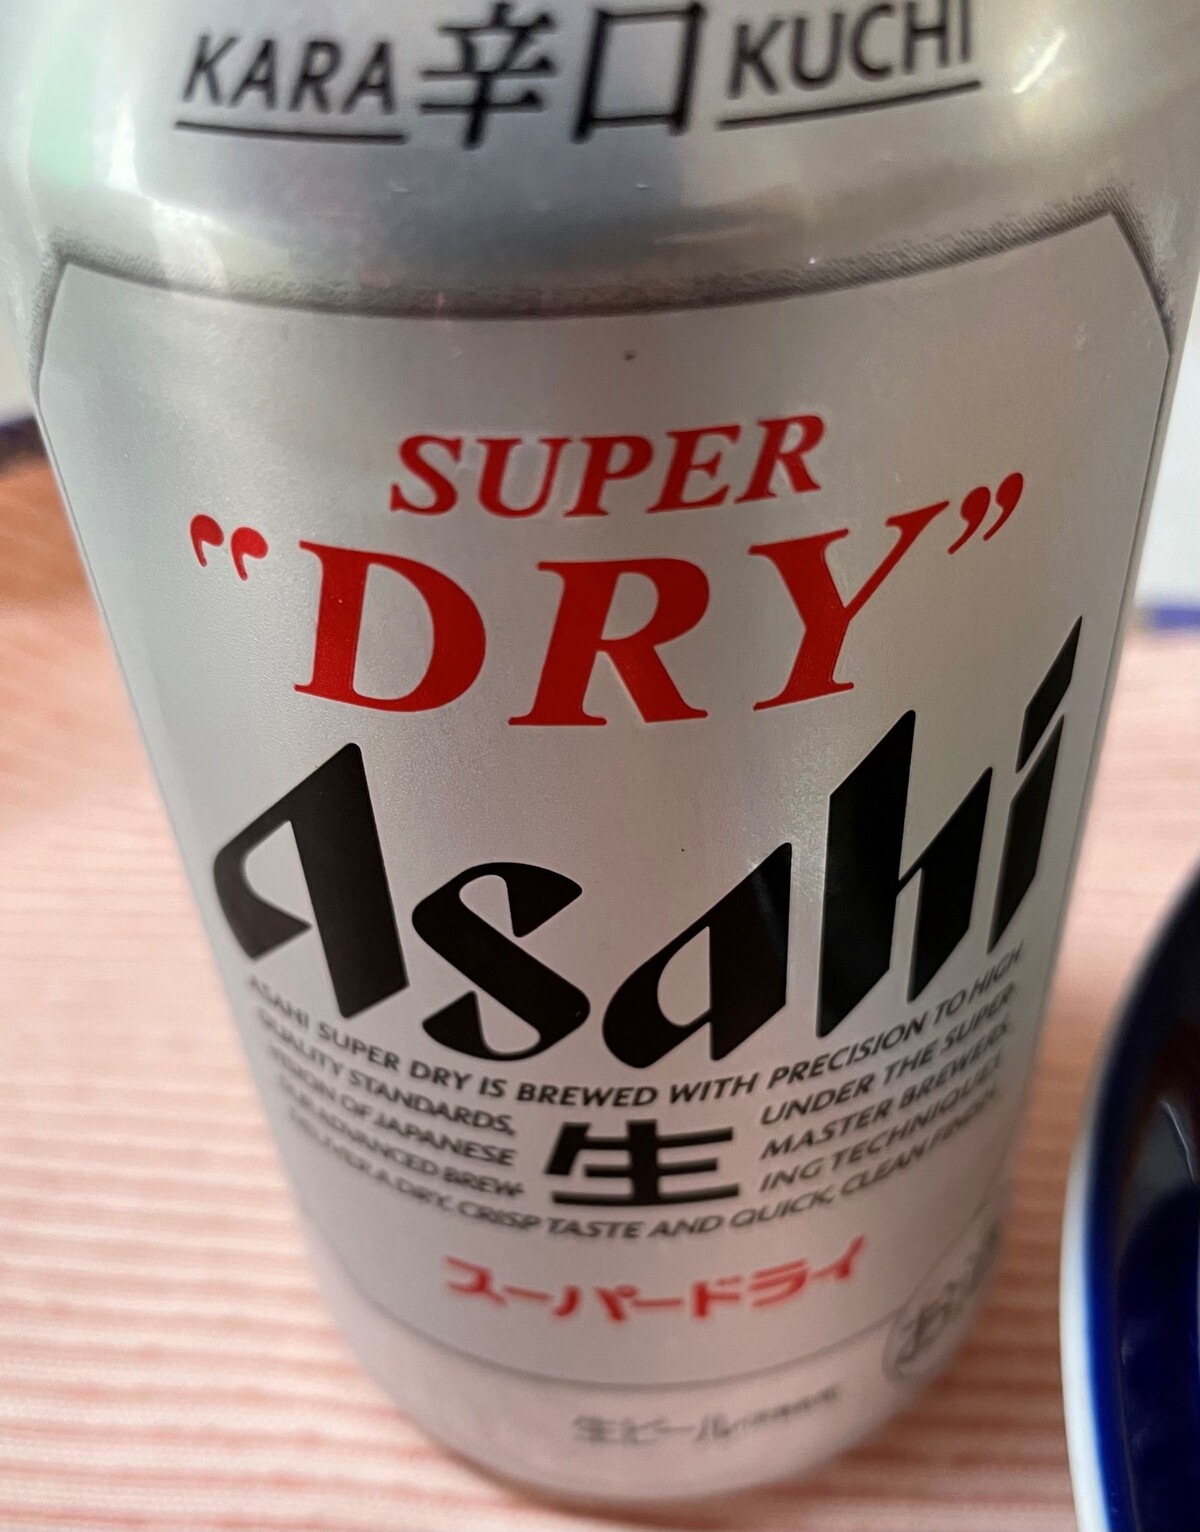 KARA 辛口 KUCHI
SUPER
“DRY”
Asahi
ASAHI SUPER DRY IS BREWED WITH PRECISION TO HIGH
QUALITY STANDARDS, UNDER THE SUPER-
VISION OF JAPANESE MASTER BREWERS.
OUR ADVANCED BREW- ING TECHNIQUES
DELIVER A DRY, CRISP TASTE AND QUICK, CLEAN FINISH.
生
スーパードライ
生ビール